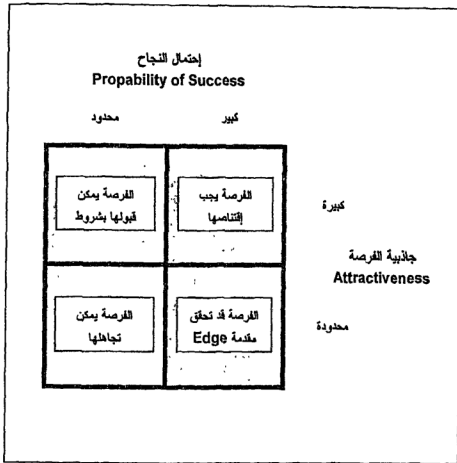 إحتمال النجاح
Propability of Success
كبير محدود
الفرصة يجب
إقتناصها
الفرصة يمكن
قبولها بشروط
كبيرة
جاذبية الفرصة
Attractiveness
الفرصة قد تحقق
مقدمة Edge
الفرصة يمكن
تجاهلها
محدودة